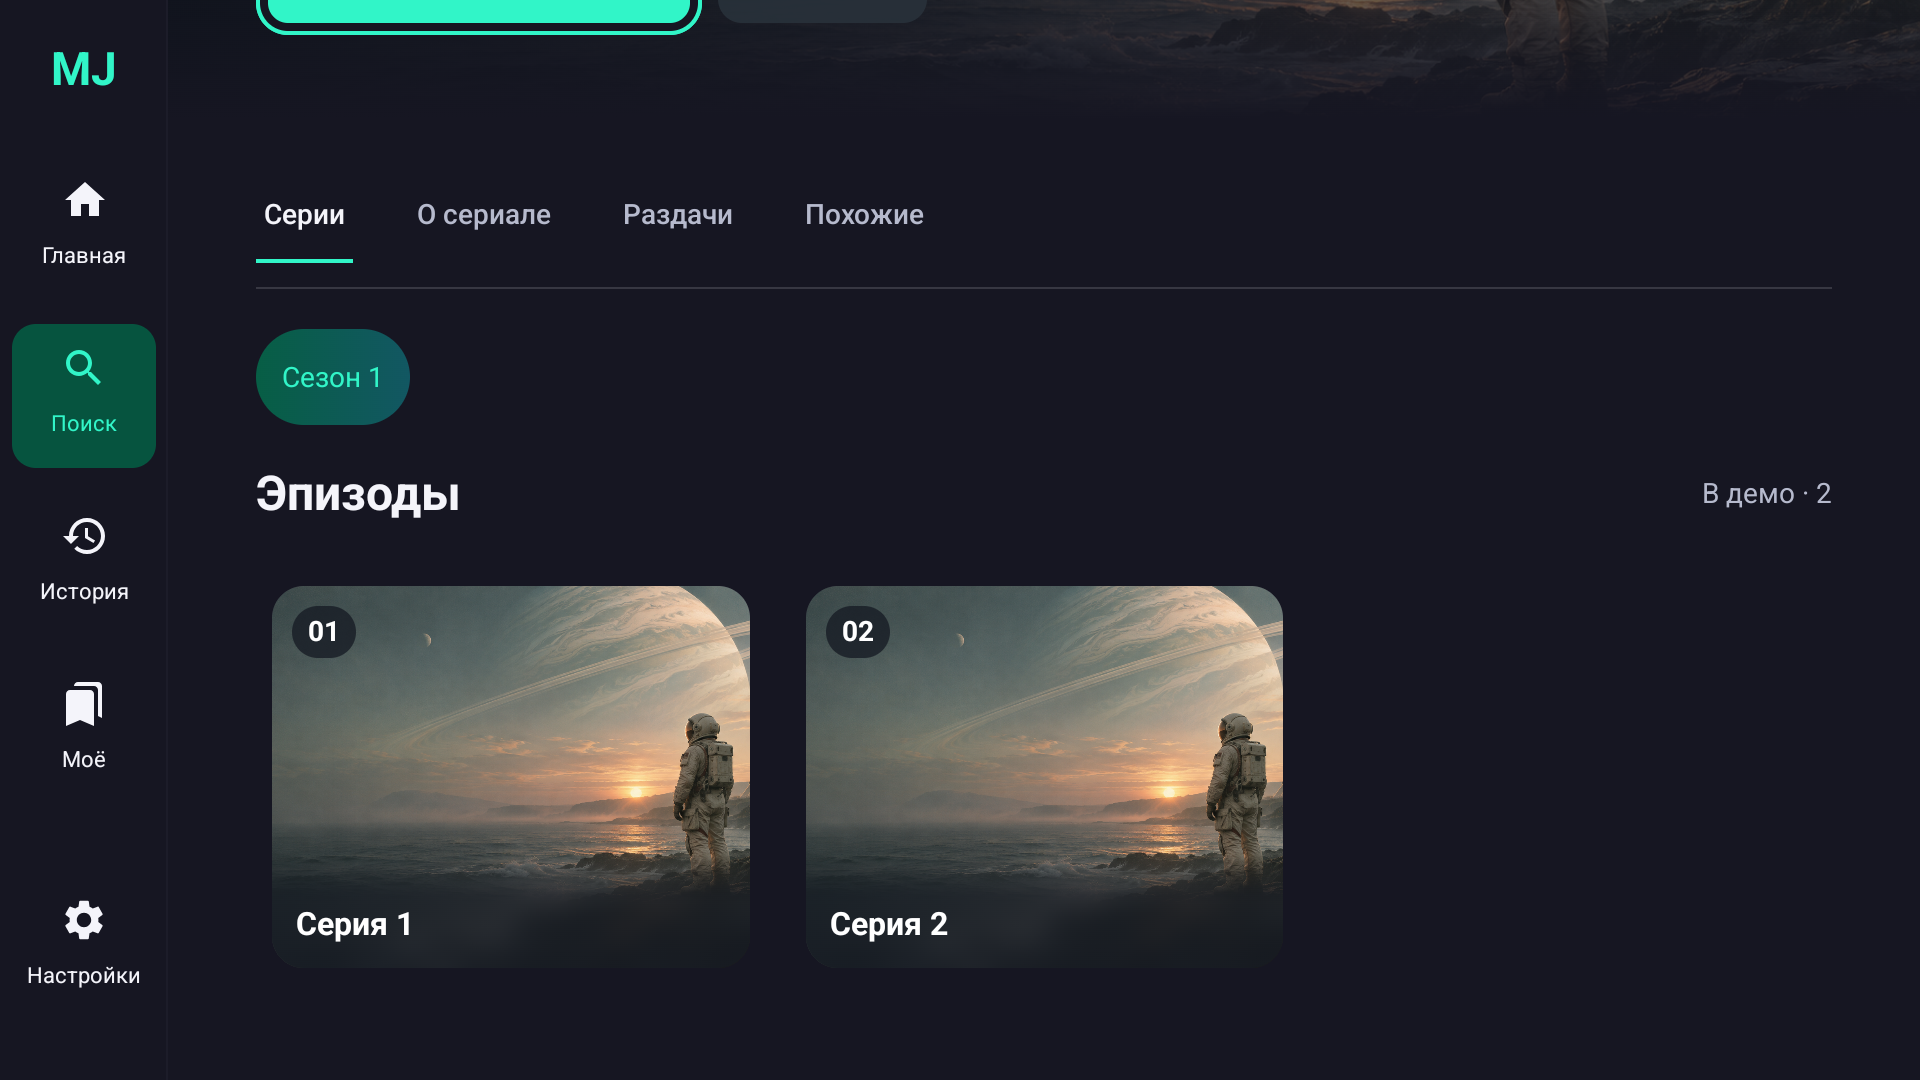 MJ
Главная
Поиск
История
Моё
Настройки
Серии
О сериале
Раздачи
Похожие
Сезон 1
Эпизоды
В демо · 2
01
Серия 1
02
Серия 2